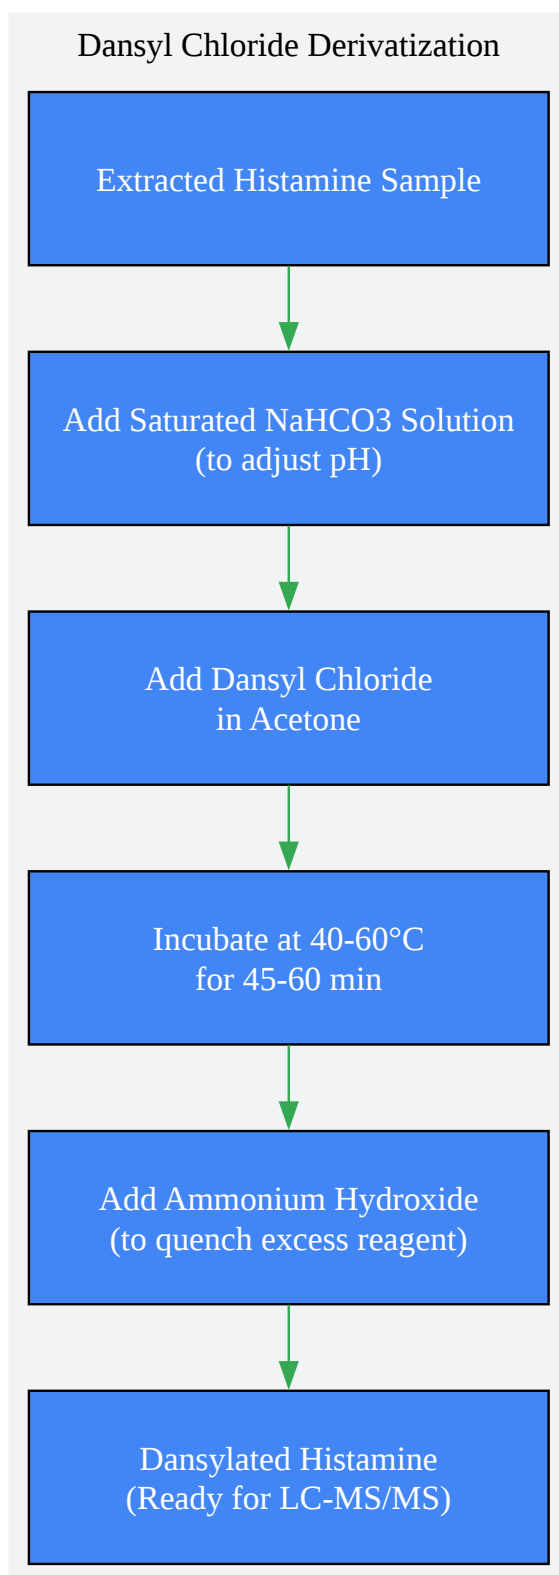 Dansyl Chloride Derivatization
Extracted Histamine Sample
Add Saturated NaHCO3 Solution
(to adjust pH)
Add Dansyl Chloride
in Acetone
Incubate at 40-60°C
for 45-60 min
Add Ammonium Hydroxide
(to quench excess reagent)
Dansylated Histamine
(Ready for LC-MS/MS)